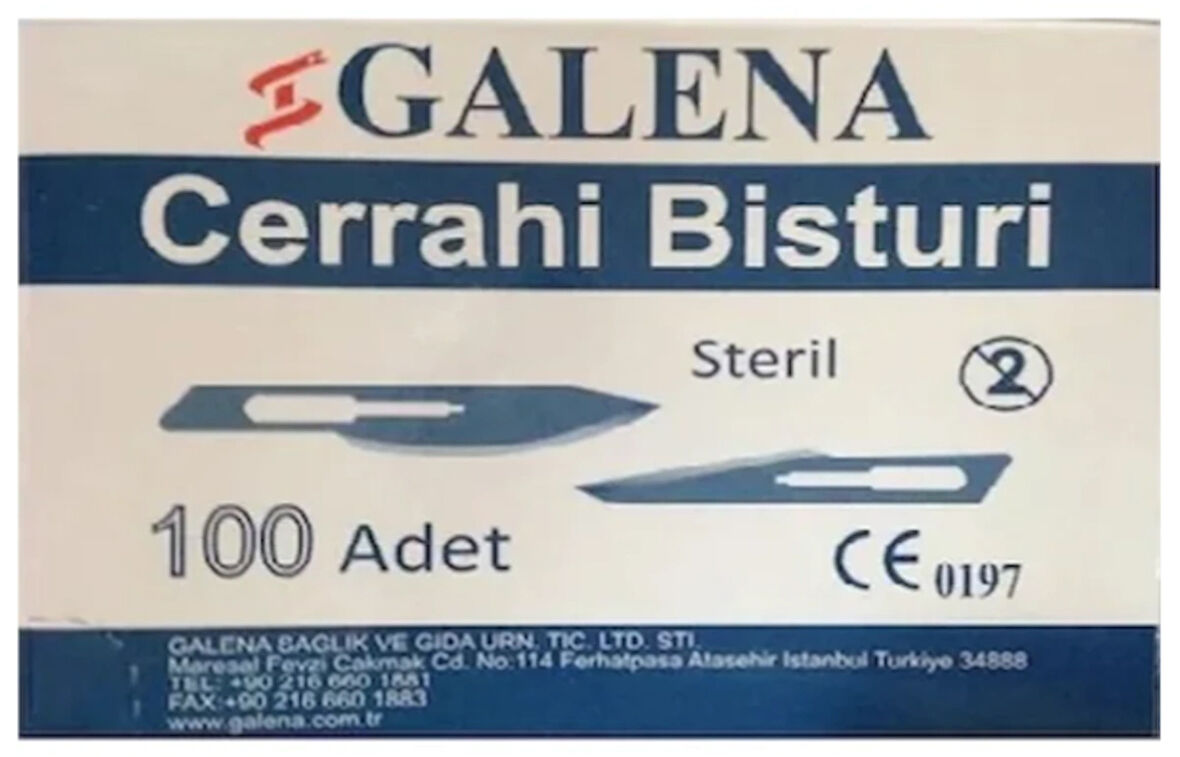 GALENA
Cerrahi Bisturi
Steril
2
100 Adet
CE 0197
GALENA SAGLIK VE GIDA URN. TIC. LTD. STI.
Maresal Fevzi Cakmak Cd. No:114 Ferhatpasa Atasehir Istanbul Turkiye 34888
TEL: +90 216 660 1881
FAX:+90 216 660 1883
www.galena.com.tr